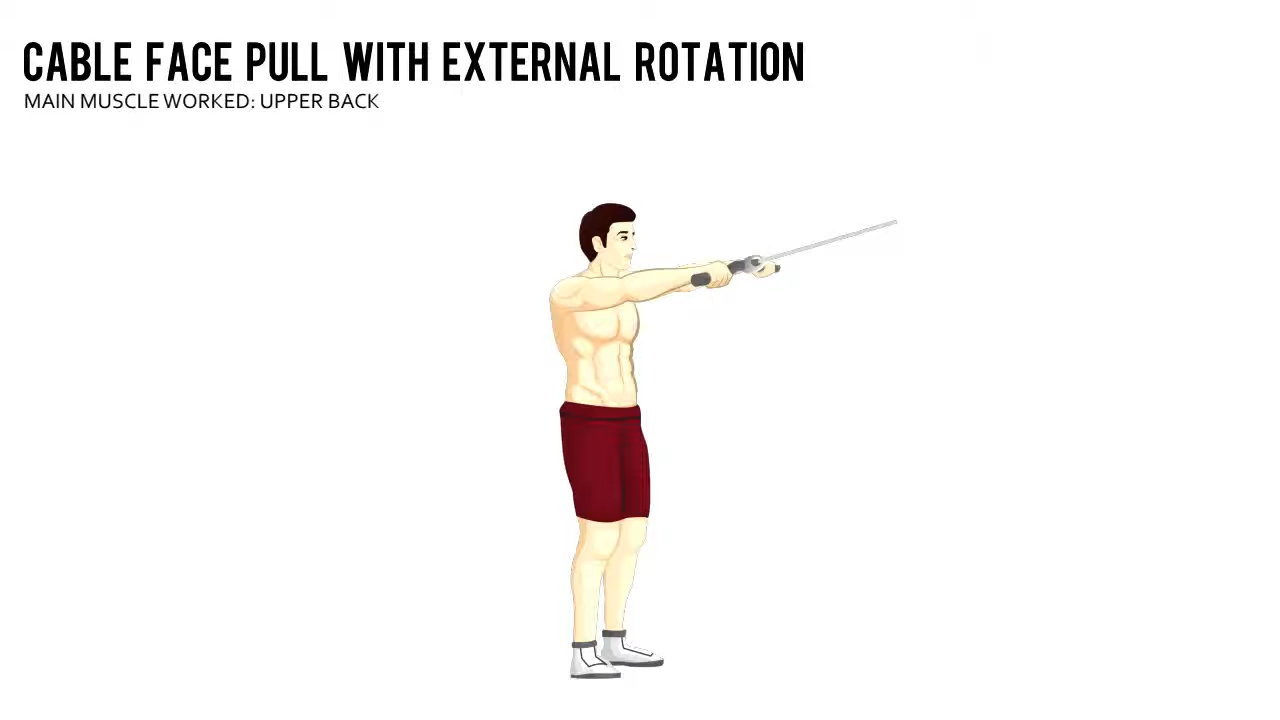 CABLE FACE PULL WITH EXTERNAL ROTATION
MAIN MUSCLE WORKED: UPPER BACK